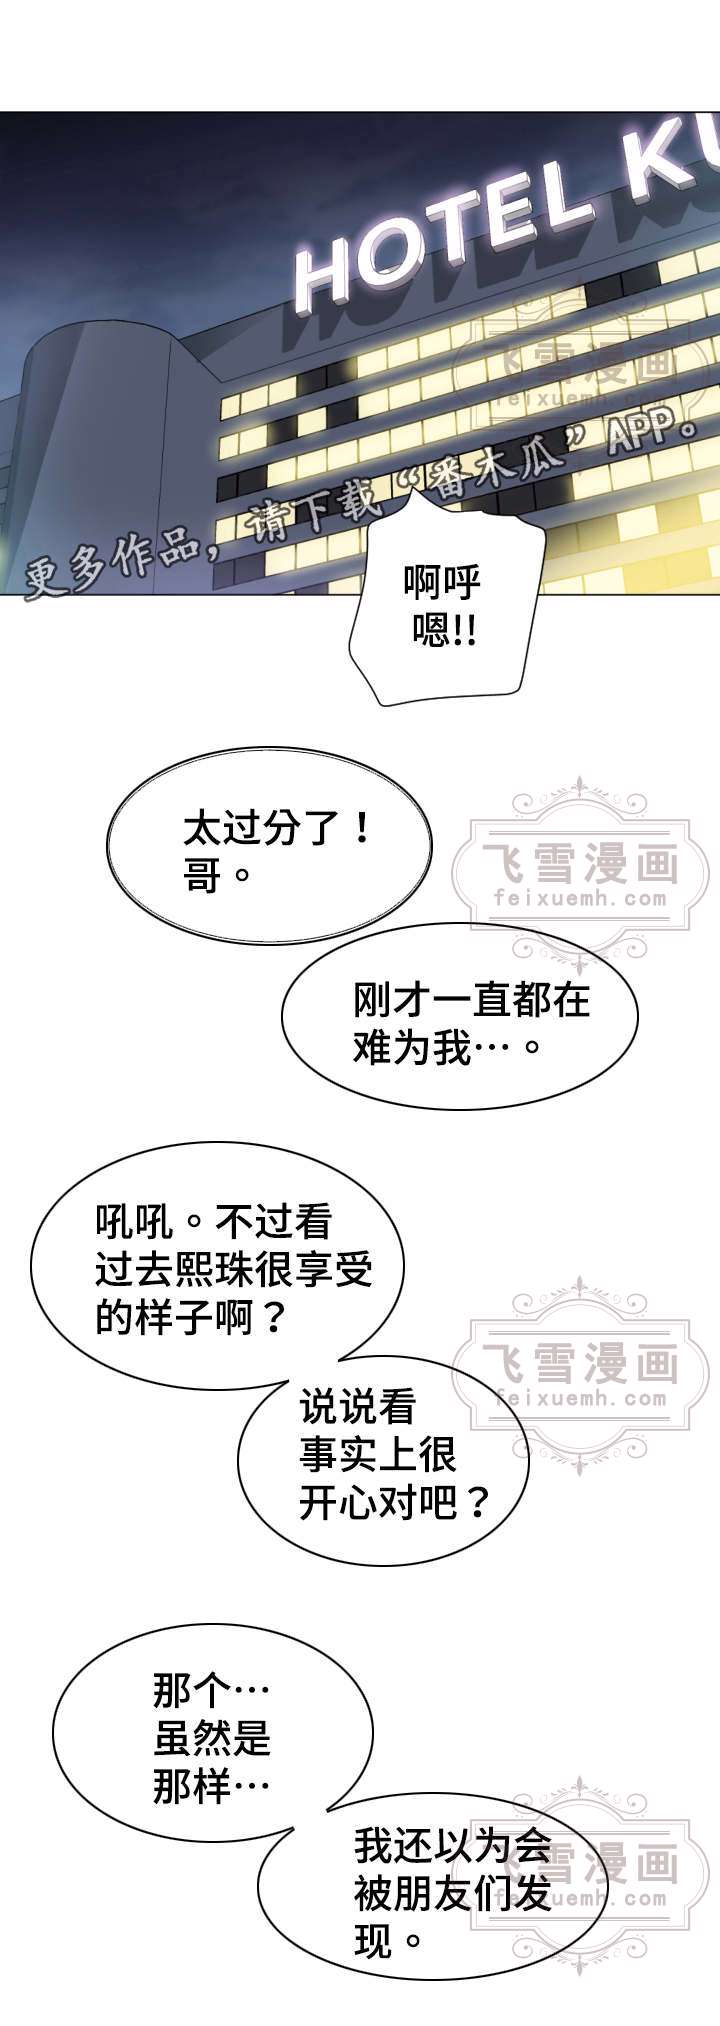 HOTEL KU
飞雪漫画
feixuemh.com
更多作品，请下载“番木瓜”APP。
啊呼
嗯!!
太过分了！
哥。
飞雪漫画
feixuemh.com
刚才一直都在
难为我…。
吼吼。不过看
过去熙珠很享受
的样子啊？
飞雪漫画
feixuemh.com
说说看
事实上很
开心对吧？
那个…
虽然是
那样…
我还以为会
被朋友们发
现。
飞雪漫画
feixuemh.com